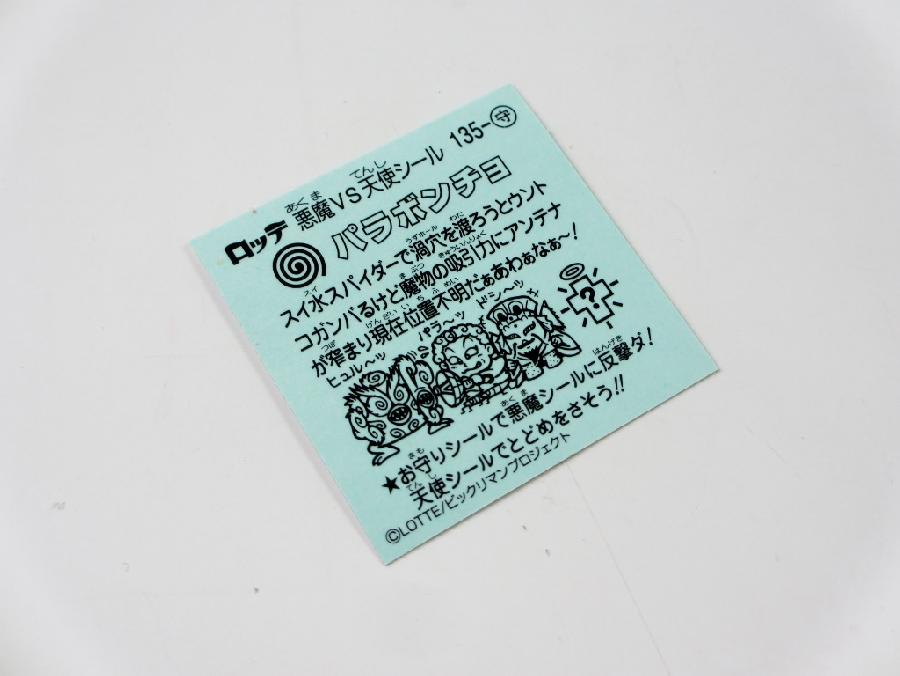 ロッテ 悪魔VS天使シール 135-守
パラボンチョ
スイ水スパイダーで渦穴を渡ろうとウント
コガンバるけど魔物の吸引力にアンテナ
が窄まり現在位置不明だぁあわぁなぁ〜!
ヒュル〜ッ パラ〜ッ ドシ〜ッ
?
★お守りシールで悪魔シールに反撃ダ!
天使シールでとどめをさそう!!
©LOTTE/ビックリマンプロジェクト